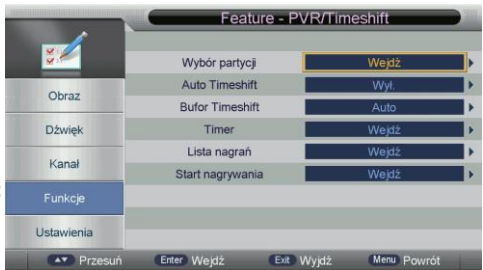 Feature - PVR/Timeshift
Wybór partycji Wejdź
Auto Timeshift Wył.
Bufor Timeshift Auto
Timer Wejdź
Lista nagrań Wejdź
Start nagrywania Wejdź
Obraz
Dźwięk
Kanał
Funkcje
Ustawienia
Przesuń Enter Wejdź Exit Wyjdź Menu Powrót